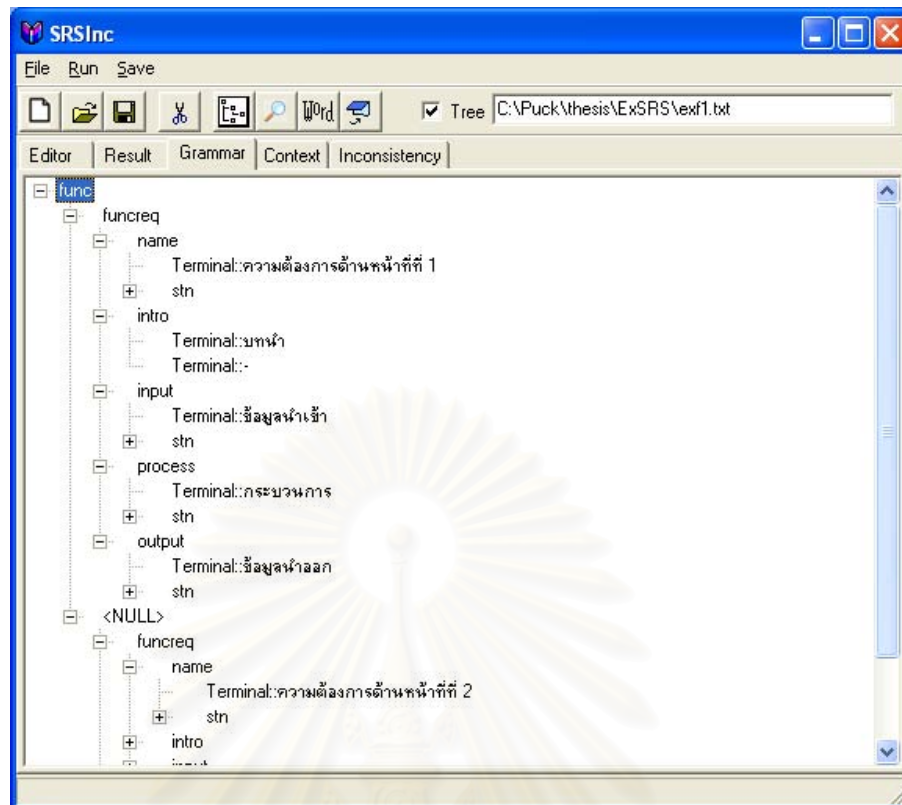 SRSInc
File Run Save
Word Tree C:\Puck\thesis\ExSRS\exf1.txt
Editor Result Grammar Context Inconsistency
func
funcreq
name
Terminal::ความต้องการด้านหน้าที่ที่ 1
stn
intro
Terminal::บทนำ
Terminal::-
input
Terminal::ข้อมูลนำเข้า
stn
process
Terminal::กระบวนการ
stn
output
Terminal::ข้อมูลนำออก
stn
<NULL>
funcreq
name
Terminal::ความต้องการด้านหน้าที่ที่ 2
stn
intro
input